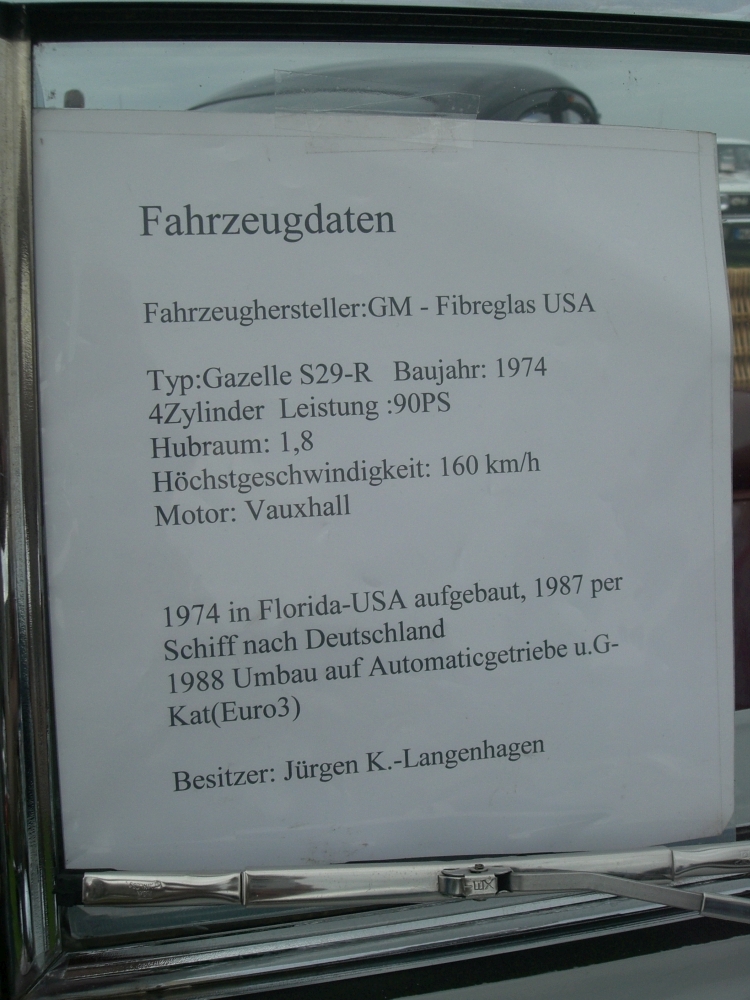 Fahrzeugdaten
Fahrzeughersteller:GM - Fibreglas USA
Typ:Gazelle S29-R Baujahr: 1974
4Zylinder Leistung :90PS
Hubraum: 1,8
Höchstgeschwindigkeit: 160 km/h
Motor: Vauxhall
1974 in Florida-USA aufgebaut, 1987 per
Schiff nach Deutschland
1988 Umbau auf Automaticgetriebe u.G-
Kat(Euro3)
Besitzer: Jürgen K.-Langenhagen